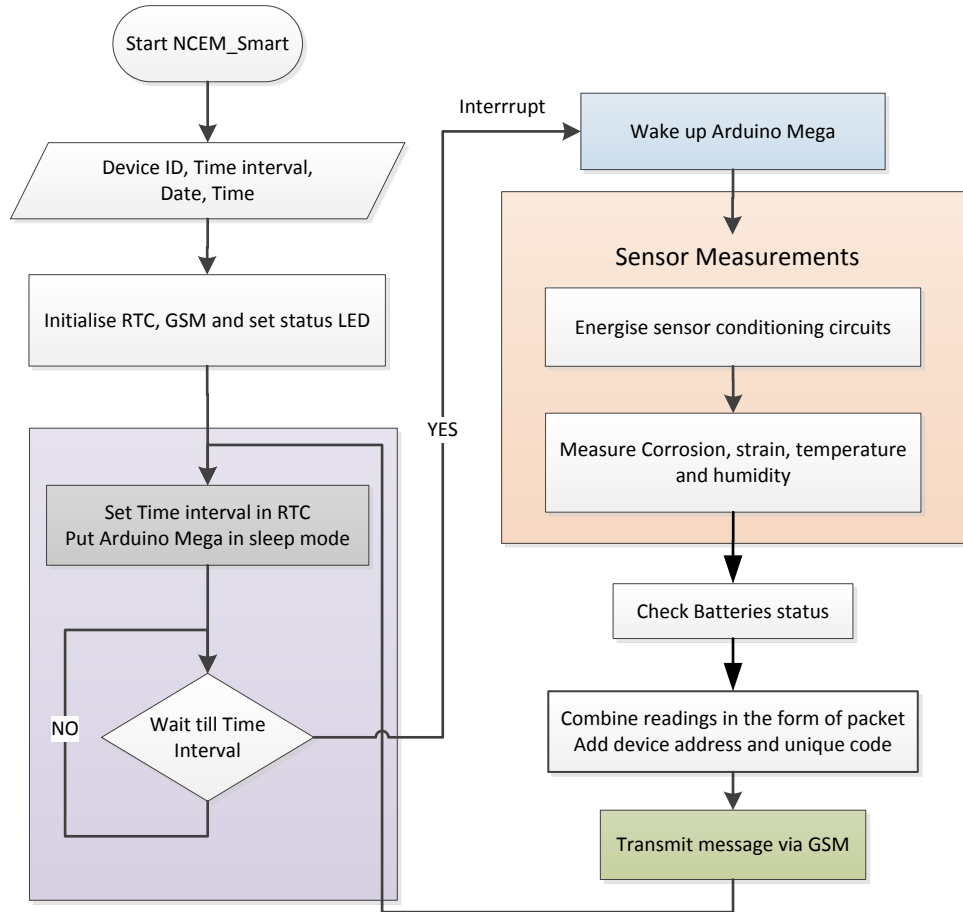 Start NCEM_Smart
Device ID, Time interval,
Date, Time
Initialise RTC, GSM and set status LED
Set Time interval in RTC
Put Arduino Mega in sleep mode
Wait till Time
Interval
NO
YES
Interrrupt
Wake up Arduino Mega
Sensor Measurements
Energise sensor conditioning circuits
Measure Corrosion, strain, temperature
and humidity
Check Batteries status
Combine readings in the form of packet
Add device address and unique code
Transmit message via GSM